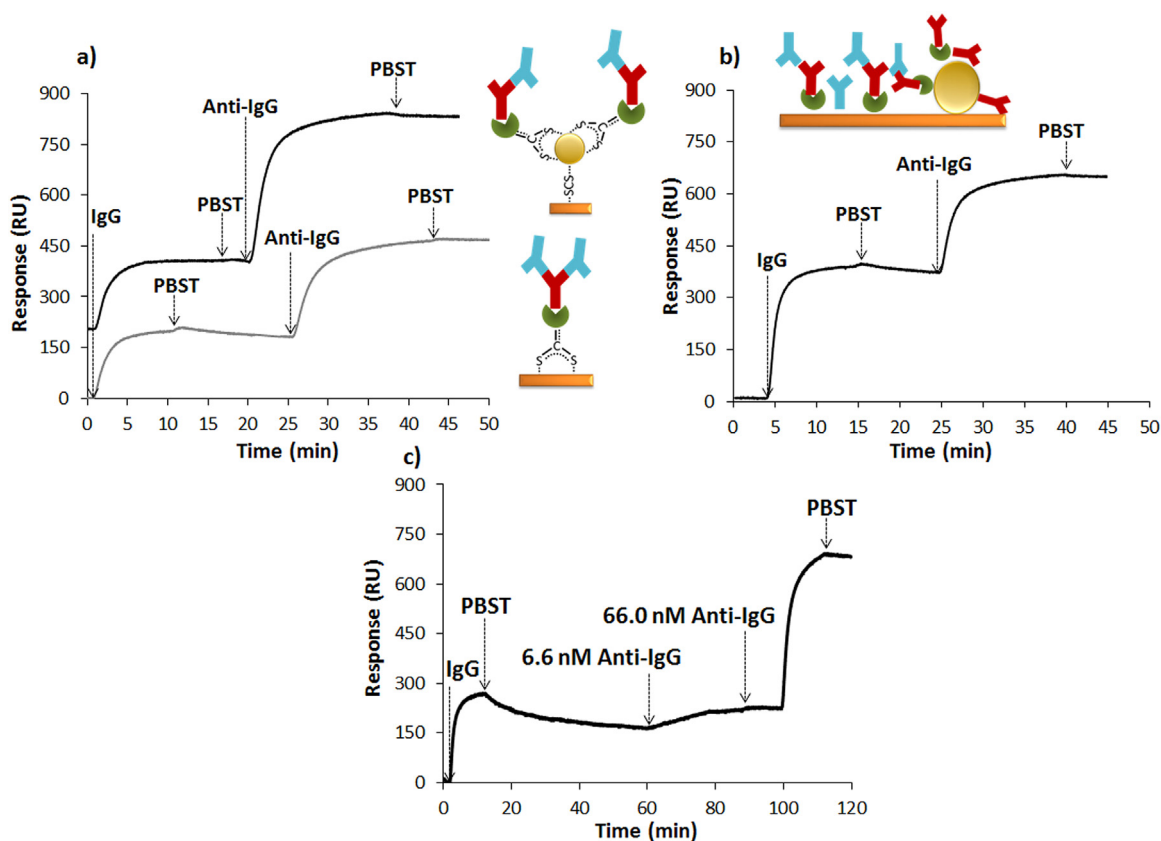 a)
PBST
Anti-IgG
IgG
PBST
PBST
Anti-IgG
PBST
Response (RU)
900
750
600
450
300
150
0
0 5 10 15 20 25 30 35 40 45 50
Time (min)
S C S
S C S
SCS
C
S S
b)
PBST
Anti-IgG
PBST
IgG
Response (RU)
900
750
600
450
300
150
0
0 5 10 15 20 25 30 35 40 45 50
Time (min)
c)
PBST
PBST
66.0 nM Anti-IgG
6.6 nM Anti-IgG
IgG
Response (RU)
900
750
600
450
300
150
0
0 20 40 60 80 100 120
Time (min)